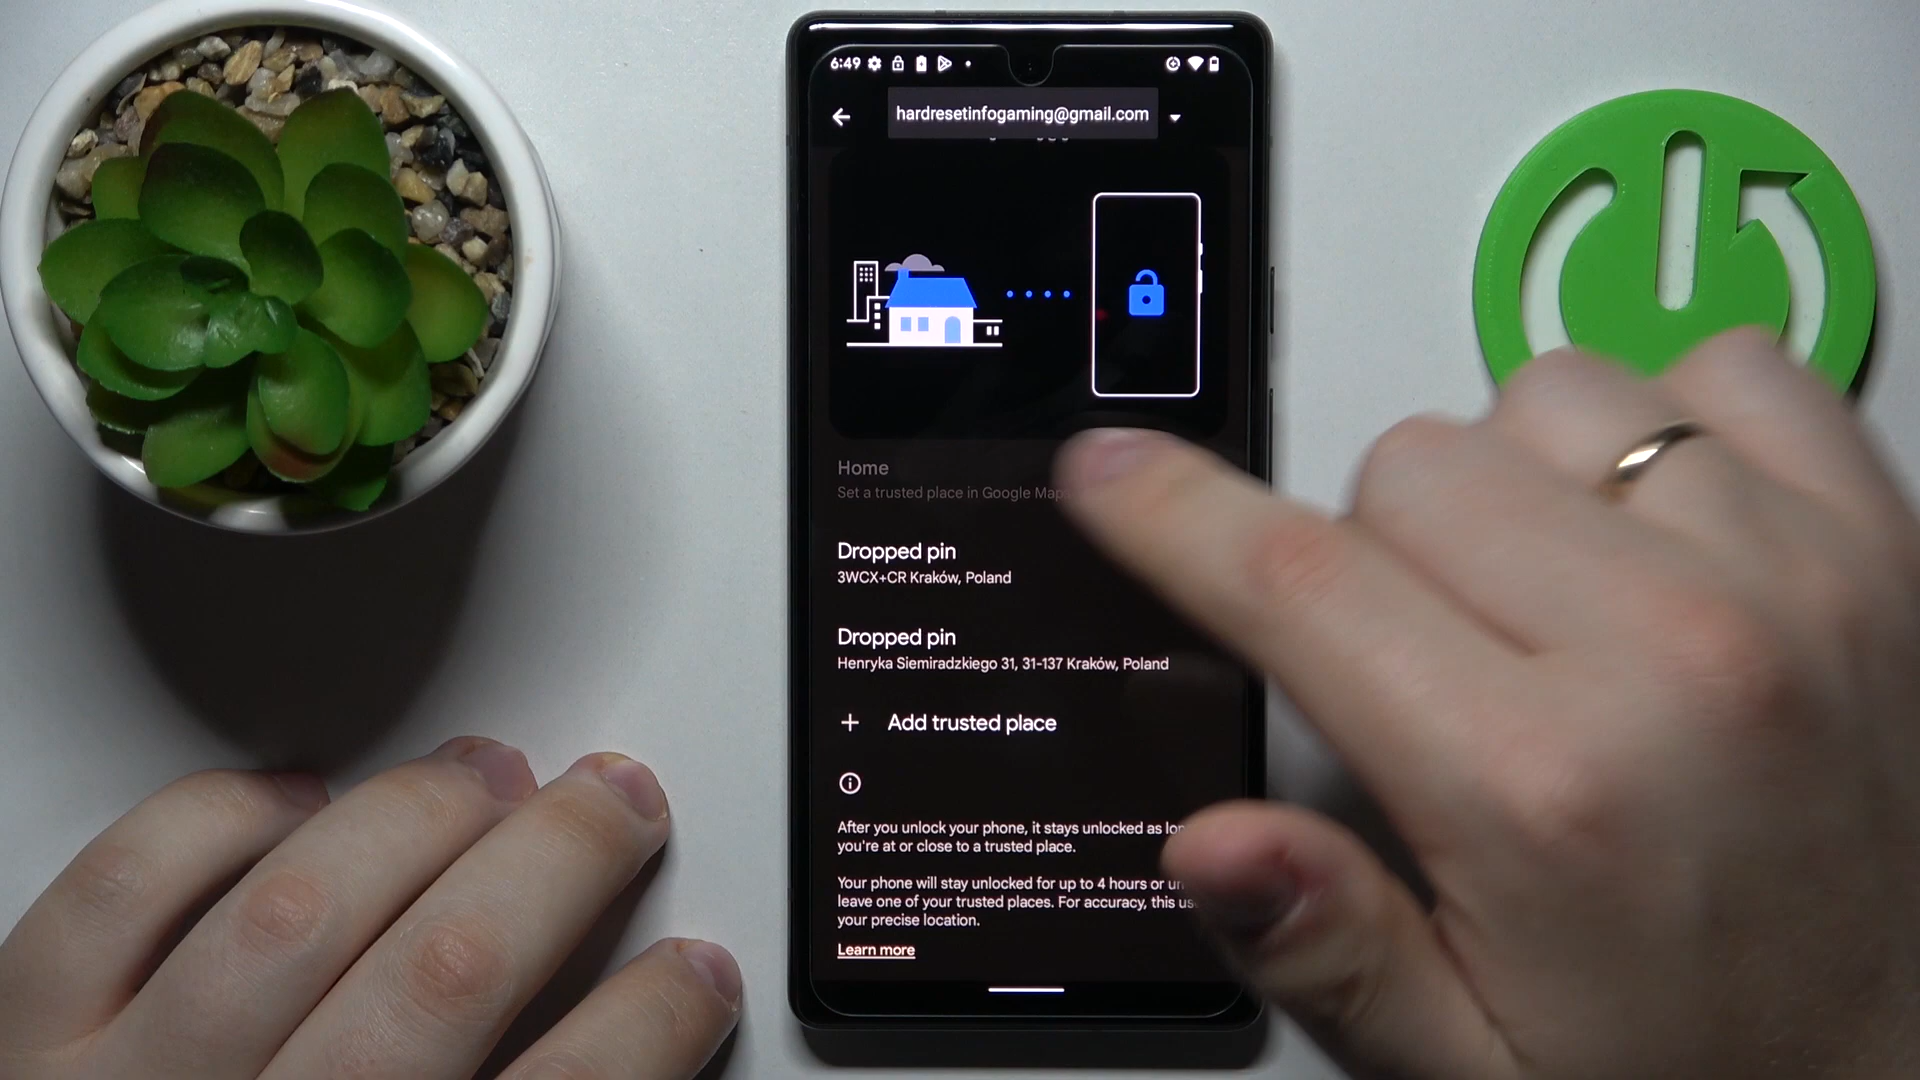 6:49
hardresetinfogaming@gmail.com
Home
Set a trusted place in Google
Dropped pin
3WCX+CR Kraków, Poland
Dropped pin
Henryka Siemiradzkiego 31, 31-137 Kraków, Poland
+ Add trusted place
After you unlock your phone, it stays unlocked as
you're at or close to a trusted place.
Your phone will stay unlocked for up to 4 hours or
leave one of your trusted places. For accuracy, this
your precise location.
Learn more